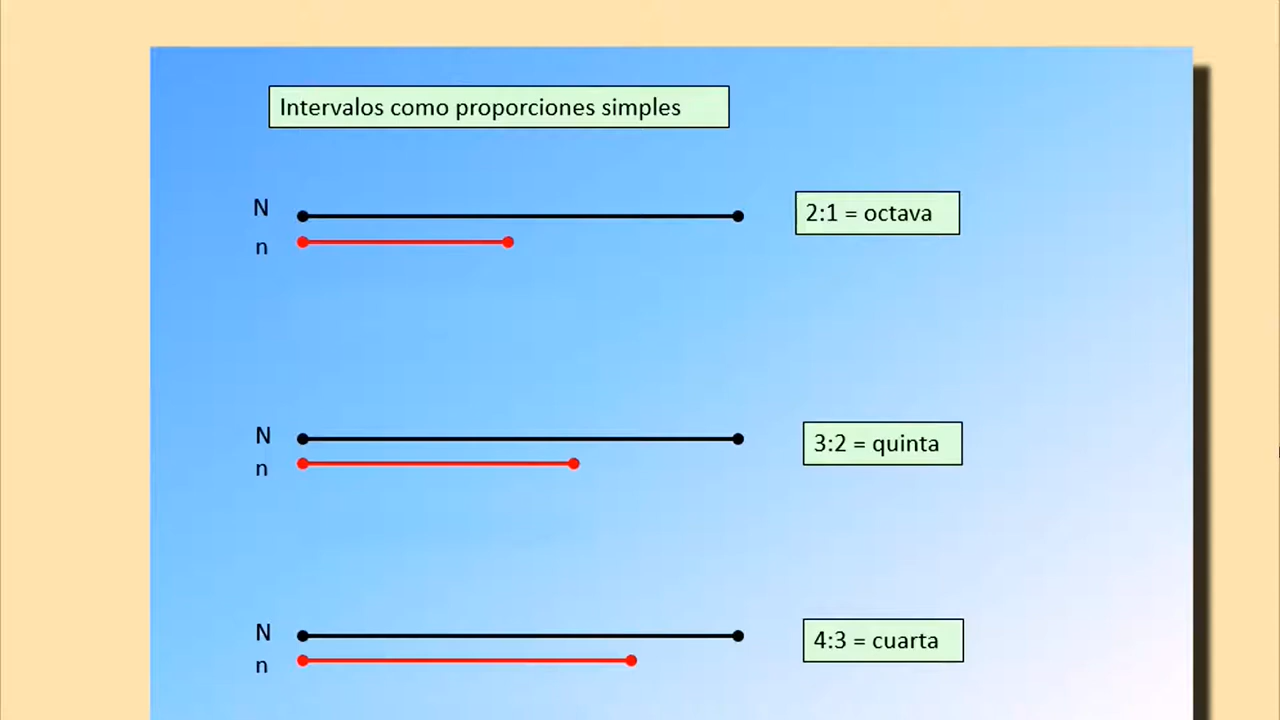 Intervalos como proporciones simples
N
n
2:1 = octava
N
n
3:2 = quinta
N
n
4:3 = cuarta